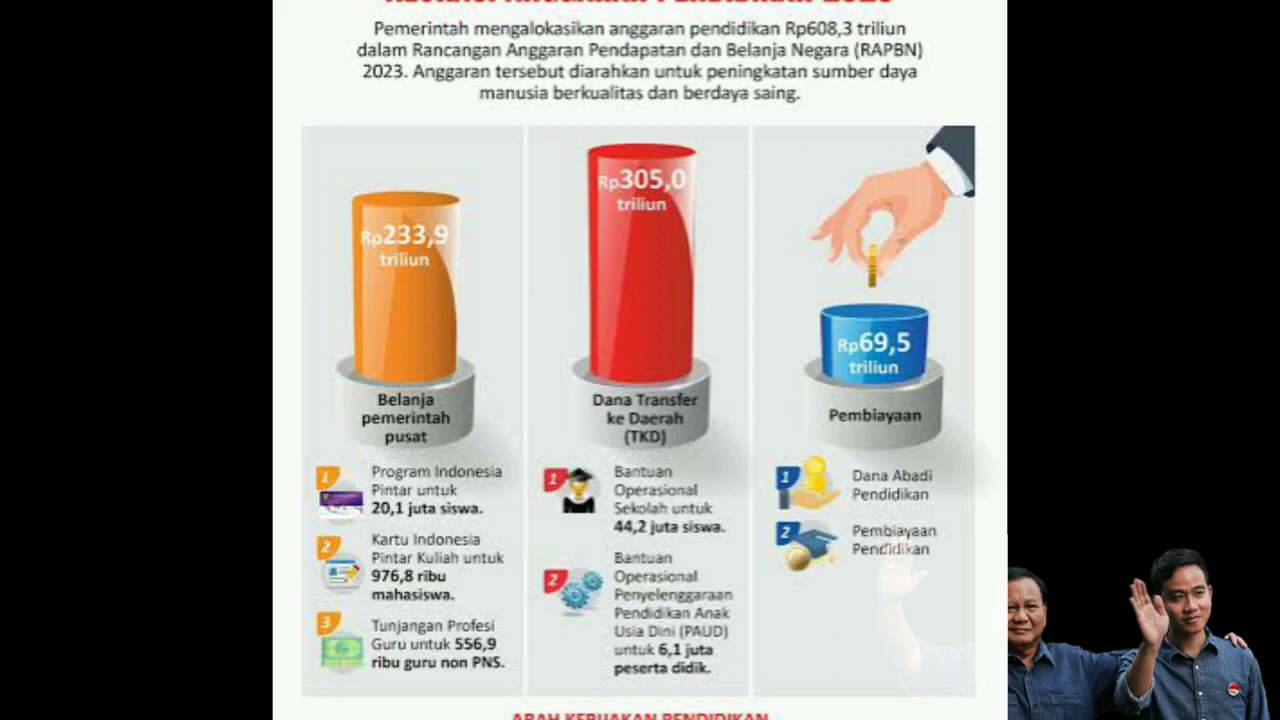 Pemerintah mengalokasikan anggaran pendidikan Rp608,3 triliun
dalam Rancangan Anggaran Pendapatan dan Belanja Negara (RAPBN)
2023. Anggaran tersebut diarahkan untuk peningkatan sumber daya
manusia berkualitas dan berdaya saing.
Rp233,9
triliun
Belanja
pemerintah
pusat
1
Program Indonesia
Pintar untuk
20,1 juta siswa.
2
Kartu Indonesia
Pintar Kuliah untuk
976,8 ribu
mahasiswa.
3
Tunjangan Profesi
Guru untuk 556,9
ribu guru non PNS.
Rp305,0
triliun
Dana Transfer
ke Daerah
(TKD)
1
Bantuan
Operasional
Sekolah untuk
44,2 juta siswa.
2
Bantuan
Operasional
Penyelenggaraan
Pendidikan Anak
Usia Dini (PAUD)
untuk 6,1 juta
peserta didik.
Rp69,5
triliun
Pembiayaan
1
Dana Abadi
Pendidikan
2
Pembiayaan
Pendidikan
ARAH KEBIJAKAN PENDIDIKAN